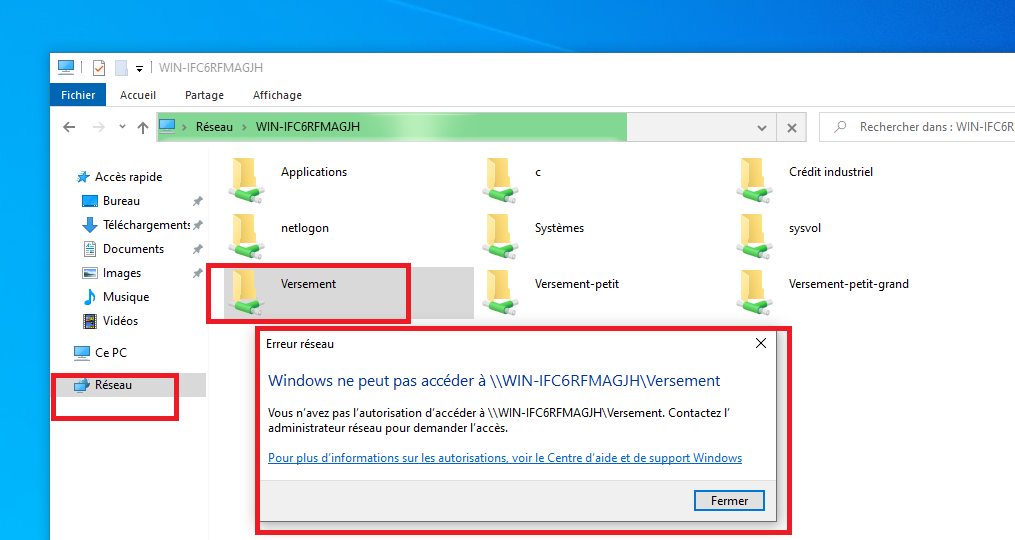 WIN-IFC6RFMAGJH
Fichier Accueil Partage Affichage
Réseau WIN-IFC6RFMAGJH Rechercher dans : WIN-IFC6R
Accès rapide
Bureau
Téléchargements
Documents
Images
Musique
Vidéos
Ce PC
Réseau
Applications c Crédit industriel
netlogon Systèmes sysvol
Versement Versement-petit Versement-petit-grand
Erreur réseau
Windows ne peut pas accéder à \\WIN-IFC6RFMAGJH\Versement
Vous n’avez pas l’autorisation d’accéder à \\WIN-IFC6RFMAGJH\Versement. Contactez l’
administrateur réseau pour demander l’accès.
Pour plus d’informations sur les autorisations, voir le Centre d’aide et de support Windows
Fermer